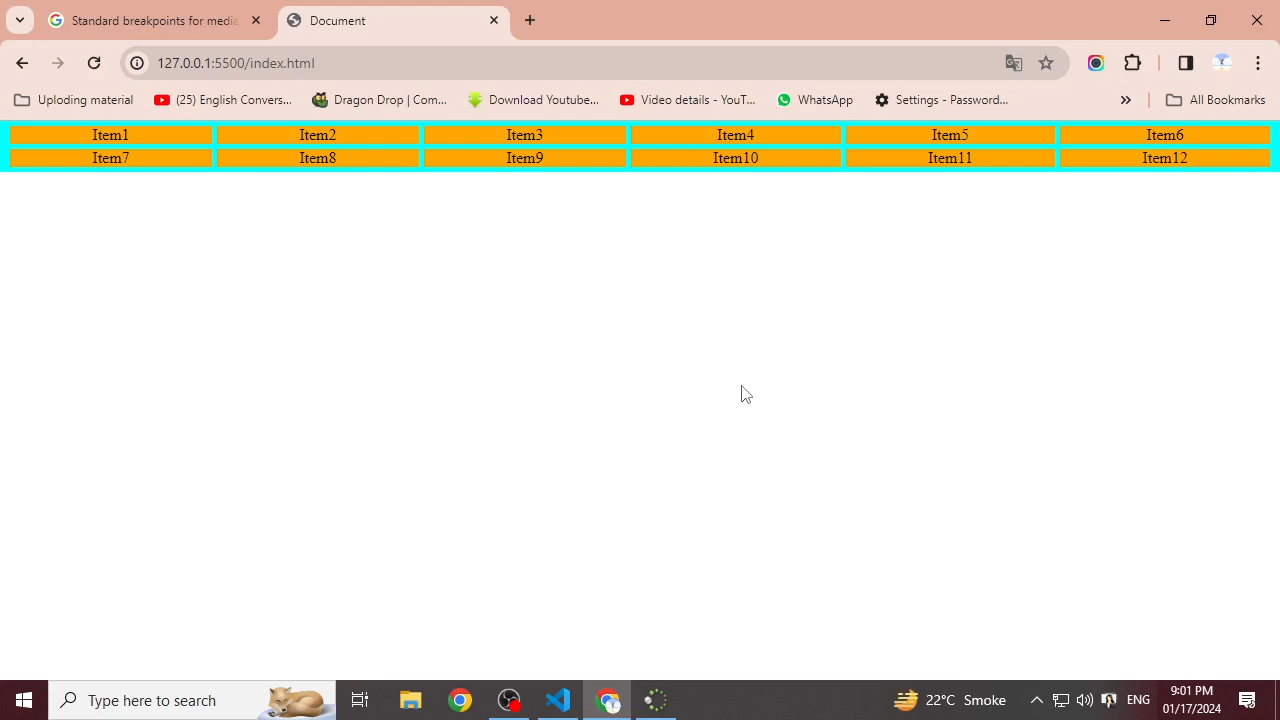 Standard breakpoints for media
Document
127.0.0.1:5500/index.html
Uploding material
(25) English Convers...
Dragon Drop | Com...
Download Youtube...
Video details - YouT...
WhatsApp
Settings - Password...
All Bookmarks
Item1 Item2 Item3 Item4 Item5 Item6
Item7 Item8 Item9 Item10 Item11 Item12
Type here to search
22°C Smoke
ENG
9:01 PM
01/17/2024